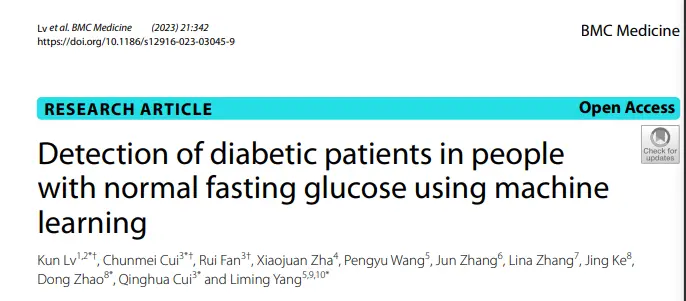 Lv et al. BMC Medicine (2023) 21:342
https://doi.org/10.1186/s12916-023-03045-9
BMC Medicine
RESEARCH ARTICLE
Open Access
Check for
updates
Detection of diabetic patients in people
with normal fasting glucose using machine
learning
Kun Lv1,2*†, Chunmei Cui3*†, Rui Fan3†, Xiaojuan Zha4, Pengyu Wang5, Jun Zhang6, Lina Zhang7, Jing Ke8,
Dong Zhao8*, Qinghua Cui3* and Liming Yang5,9,10*